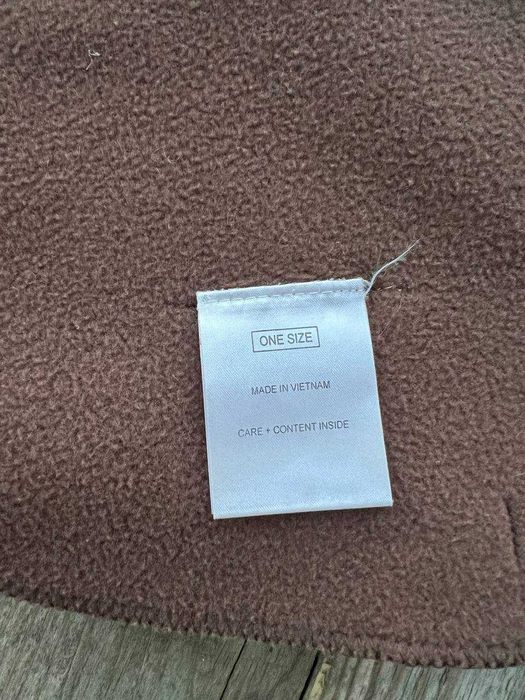 ONE SIZE
MADE IN VIETNAM
CARE + CONTENT INSIDE